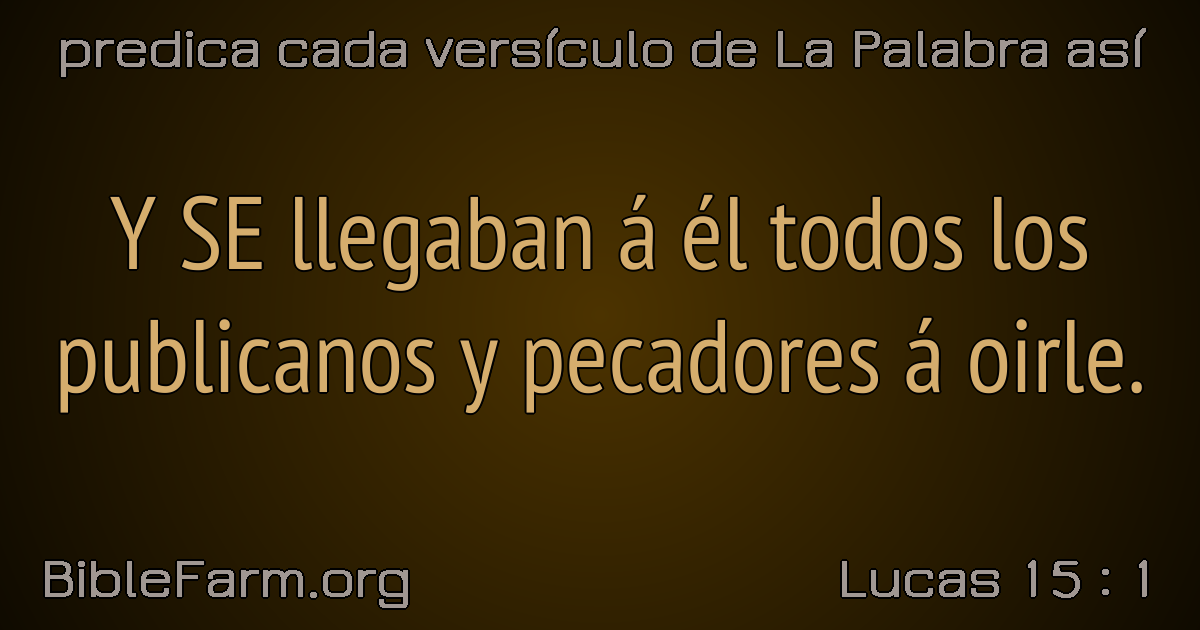 predica cada versículo de La Palabra así
Y SE llegaban á él todos los
publicanos y pecadores á oirle.
BibleFarm.org
Lucas 15 : 1